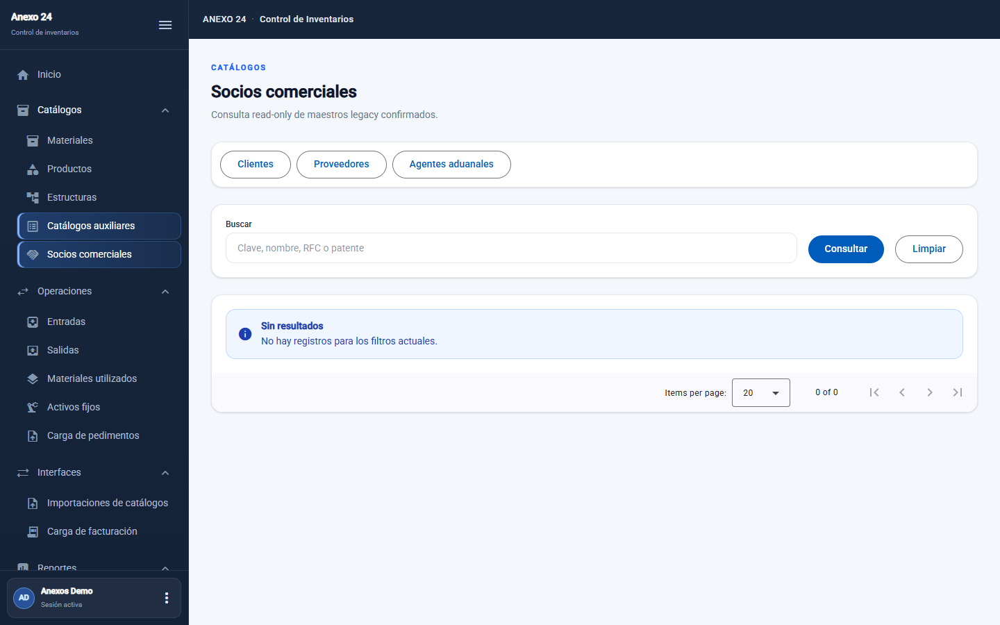 Anexo 24
Control de inventarios
Inicio
Catálogos
Materiales
Productos
Estructuras
Catálogos auxiliares
Socios comerciales
Operaciones
Entradas
Salidas
Materiales utilizados
Activos fijos
Carga de pedimentos
Interfaces
Importaciones de catálogos
Carga de facturación
Reportes
AD
Anexos Demo
Sesión activa
ANEXO 24 · Control de Inventarios
CATÁLOGOS
Socios comerciales
Consulta read-only de maestros legacy confirmados.
Clientes Proveedores Agentes aduanales
Buscar
Clave, nombre, RFC o patente
Consultar Limpiar
Sin resultados
No hay registros para los filtros actuales.
Items per page: 20 0 of 0